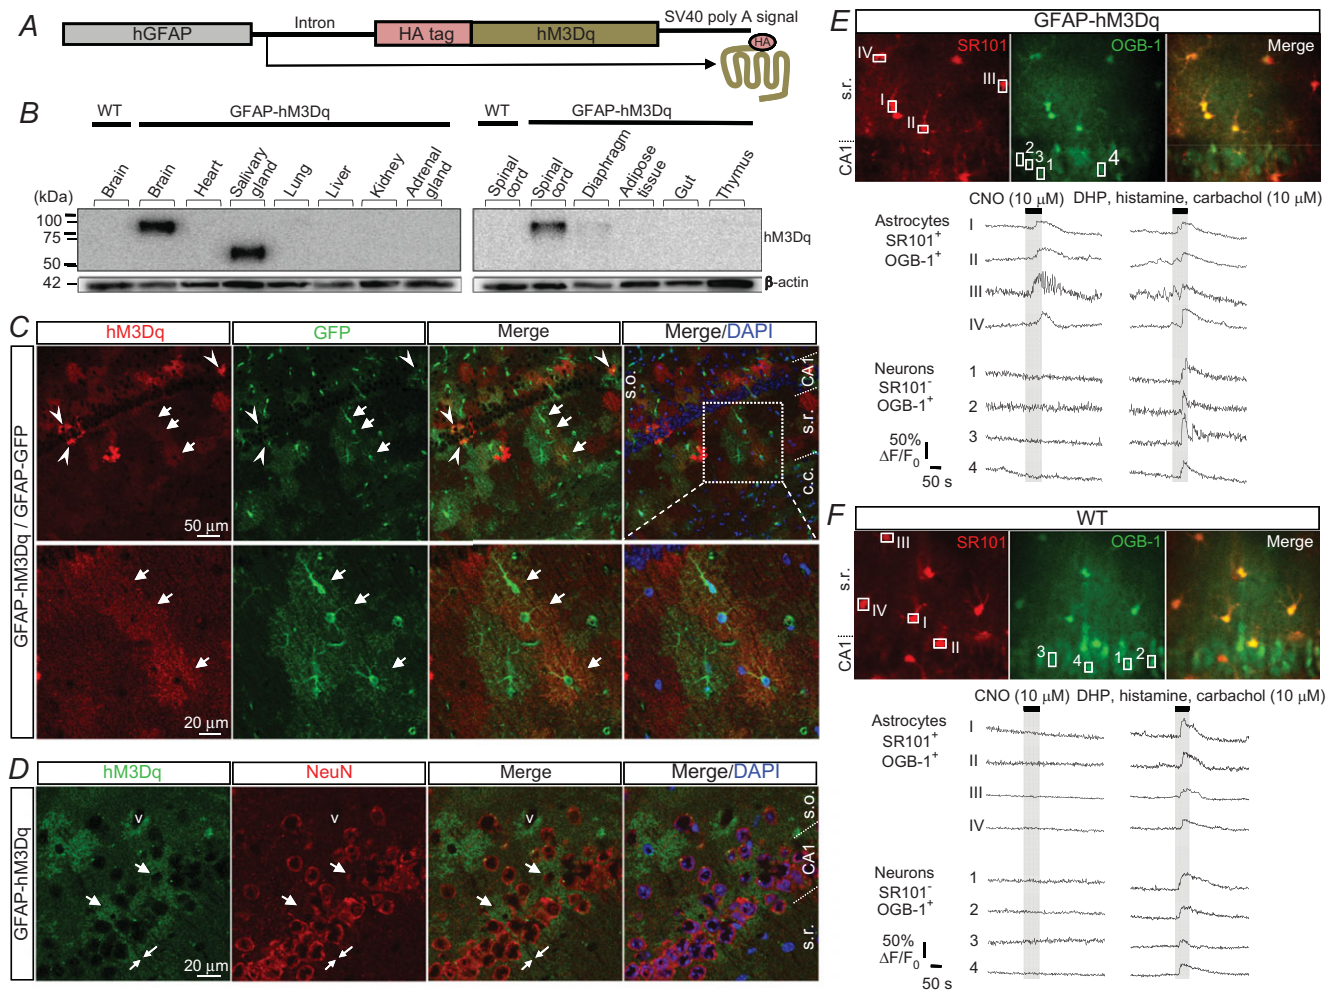 A
hGFAP
Intron
HA tag
hM3Dq
SV40 poly A signal
HA
B
WT
GFAP-hM3Dq
WT
GFAP-hM3Dq
Brain
Brain
Heart
Salivary gland
Lung
Liver
Kidney
Adrenal gland
Spinal cord
Spinal cord
Diaphragm
Adipose tissue
Gut
Thymus
(kDa)
100
75
50
42
hM3Dq
β-actin
C
hM3Dq
GFP
Merge
Merge/DAPI
GFAP-hM3Dq / GFAP-GFP
s.o.
CA1
s.r.
c.c.
50 µm
20 µm
D
hM3Dq
NeuN
Merge
Merge/DAPI
GFAP-hM3Dq
v
v
v
s.o.
CA1
s.r.
20 µm
E
GFAP-hM3Dq
SR101
OGB-1
Merge
s.r.
CA1
IV
III
I
II
2
3
1
4
CNO (10 µM)
DHP, histamine, carbachol (10 µM)
Astrocytes
SR101+
OGB-1+
I
II
III
IV
Neurons
SR101-
OGB-1+
1
2
3
4
50%
ΔF/F0
50 s
F
WT
SR101
OGB-1
Merge
s.r.
CA1
III
IV
I
II
3
4
1
2
CNO (10 µM)
DHP, histamine, carbachol (10 µM)
Astrocytes
SR101+
OGB-1+
I
II
III
IV
Neurons
SR101-
OGB-1+
1
2
3
4
50%
ΔF/F0
50 s